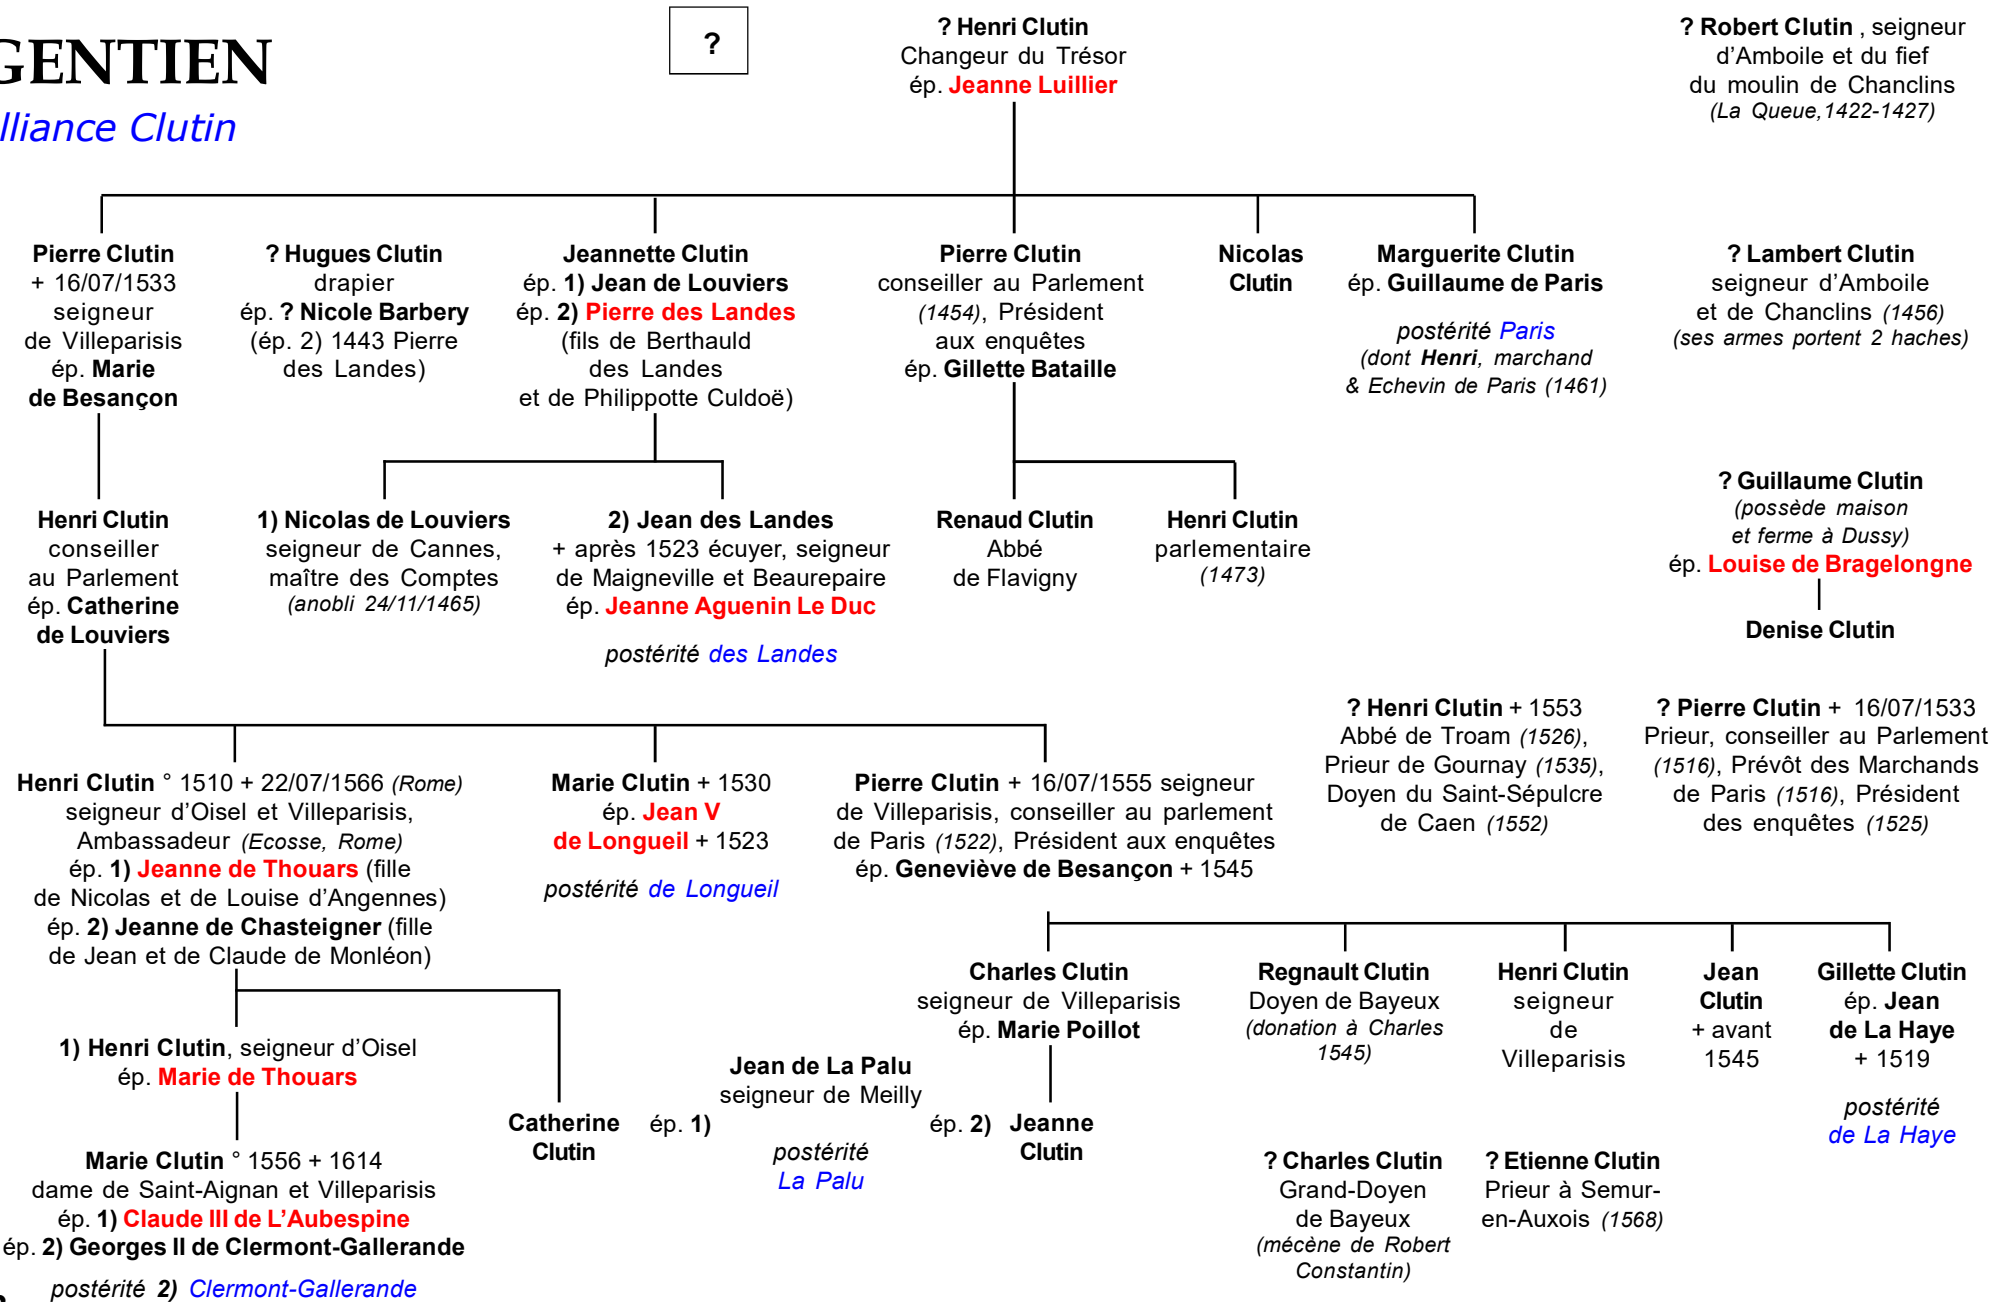 GENTIEN
lliance Clutin
?
? Henri Clutin
Changeur du Trésor
ép. Jeanne Luillier
? Robert Clutin , seigneur
d'Amboile et du fief
du moulin de Chanclins
(La Queue,1422-1427)
Pierre Clutin
+ 16/07/1533
seigneur
de Villeparisis
ép. Marie
de Besançon
? Hugues Clutin
drapier
ép. ? Nicole Barbery
(ép. 2) 1443 Pierre
des Landes)
Jeannette Clutin
ép. 1) Jean de Louviers
ép. 2) Pierre des Landes
(fils de Berthauld
des Landes
et de Philippotte Culdoë)
Pierre Clutin
conseiller au Parlement
(1454), Président
aux enquêtes
ép. Gillette Bataille
Nicolas
Clutin
Marguerite Clutin
ép. Guillaume de Paris
postérité Paris
(dont Henri, marchand
& Echevin de Paris (1461)
? Lambert Clutin
seigneur d'Amboile
et de Chanclins (1456)
(ses armes portent 2 haches)
Henri Clutin
conseiller
au Parlement
ép. Catherine
de Louviers
1) Nicolas de Louviers
seigneur de Cannes,
maître des Comptes
(anobli 24/11/1465)
2) Jean des Landes
+ après 1523 écuyer, seigneur
de Maigneville et Beaurepaire
ép. Jeanne Aguenin Le Duc
postérité des Landes
Renaud Clutin
Abbé
de Flavigny
Henri Clutin
parlementaire
(1473)
? Guillaume Clutin
(possède maison
et ferme à Dussy)
ép. Louise de Bragelongne
Denise Clutin
? Henri Clutin + 1553
Abbé de Troam (1526),
Prieur de Gournay (1535),
Doyen du Saint-Sépulcre
de Caen (1552)
? Pierre Clutin + 16/07/1533
Prieur, conseiller au Parlement
(1516), Prévôt des Marchands
de Paris (1516), Président
des enquêtes (1525)
Henri Clutin ° 1510 + 22/07/1566 (Rome)
seigneur d'Oisel et Villeparisis,
Ambassadeur (Ecosse, Rome)
ép. 1) Jeanne de Thouars (fille
de Nicolas et de Louise d'Angennes)
ép. 2) Jeanne de Chasteigner (fille
de Jean et de Claude de Monléon)
Marie Clutin + 1530
ép. Jean V
de Longueil + 1523
postérité de Longueil
Pierre Clutin + 16/07/1555 seigneur
de Villeparisis, conseiller au parlement
de Paris (1522), Président aux enquêtes
ép. Geneviève de Besançon + 1545
Charles Clutin
seigneur de Villeparisis
ép. Marie Poillot
Regnault Clutin
Doyen de Bayeux
(donation à Charles
1545)
Henri Clutin
seigneur
de
Villeparisis
Jean
Clutin
+ avant
1545
Gillette Clutin
ép. Jean
de La Haye
+ 1519
postérité
de La Haye
1) Henri Clutin, seigneur d'Oisel
ép. Marie de Thouars
Catherine
Clutin
ép. 1)
Jean de La Palu
seigneur de Meilly
postérité
La Palu
ép. 2)
Jeanne
Clutin
? Charles Clutin
Grand-Doyen
de Bayeux
(mécène de Robert
Constantin)
? Etienne Clutin
Prieur à Semur-
en-Auxois (1568)
Marie Clutin ° 1556 + 1614
dame de Saint-Aignan et Villeparisis
ép. 1) Claude III de L'Aubespine
ép. 2) Georges II de Clermont-Gallerande
postérité 2) Clermont-Gallerande